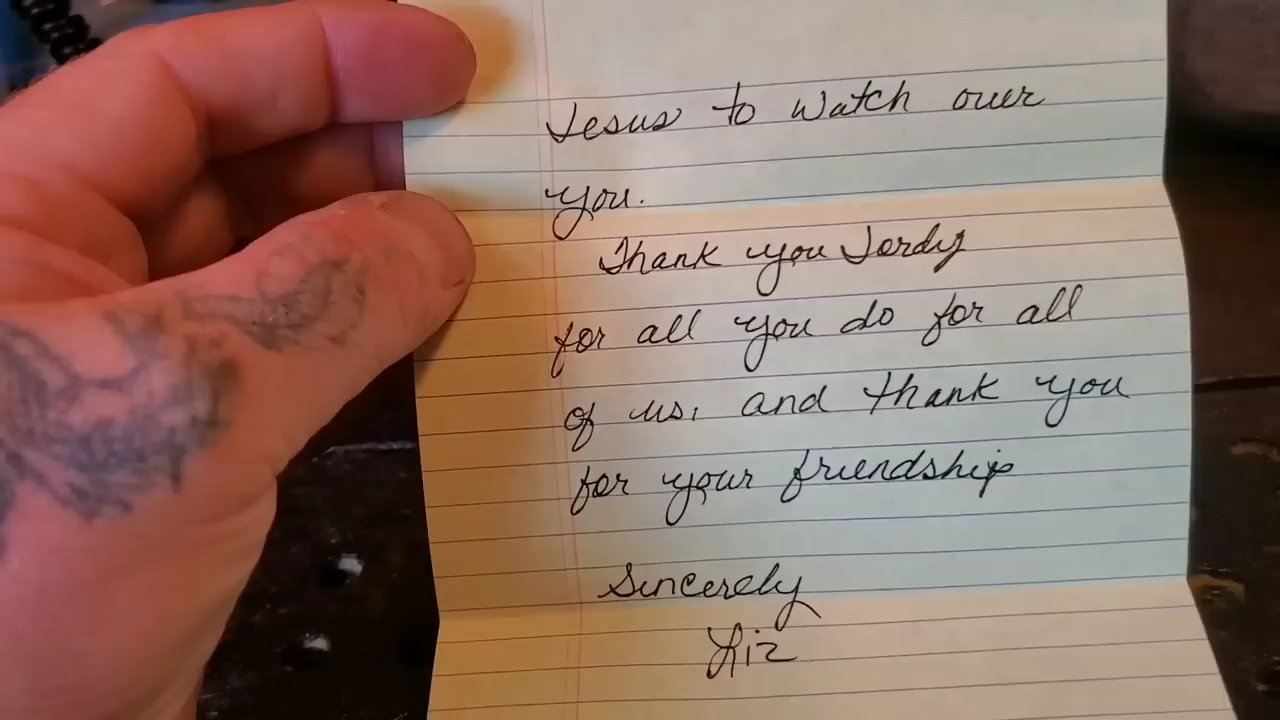 Jesus to watch over
you.
Thank you Jordy
for all you do for all
of us, and thank you
for your friendship
Sincerely
Liz